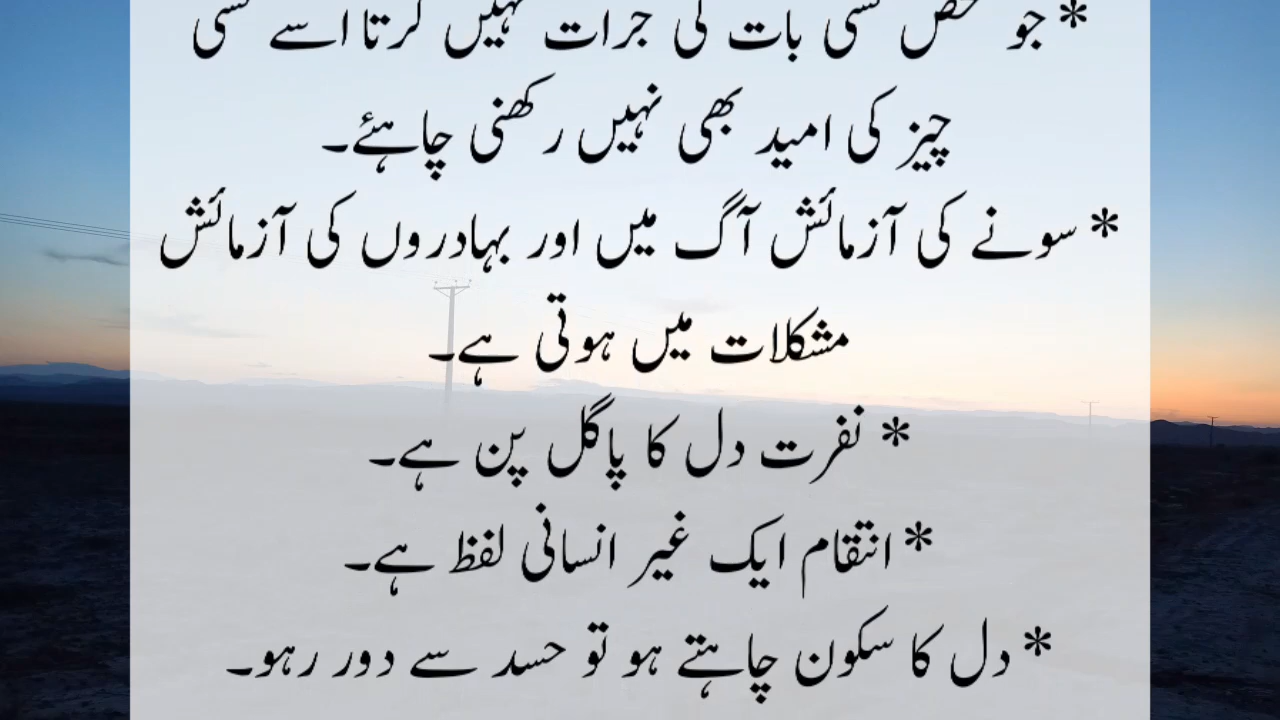 * جو شخص کسی بات کی جرات نہیں کرتا اسے کسی
چیز کی امید بھی نہیں رکھنی چاہئے۔
* سونے کی آزمائش آگ میں اور بہادروں کی آزمائش
مشکلات میں ہوتی ہے۔
* نفرت دل کا پاگل پن ہے۔
* انتقام ایک غیر انسانی لفظ ہے۔
* دل کا سکون چاہتے ہو تو حسد سے دور رہو۔